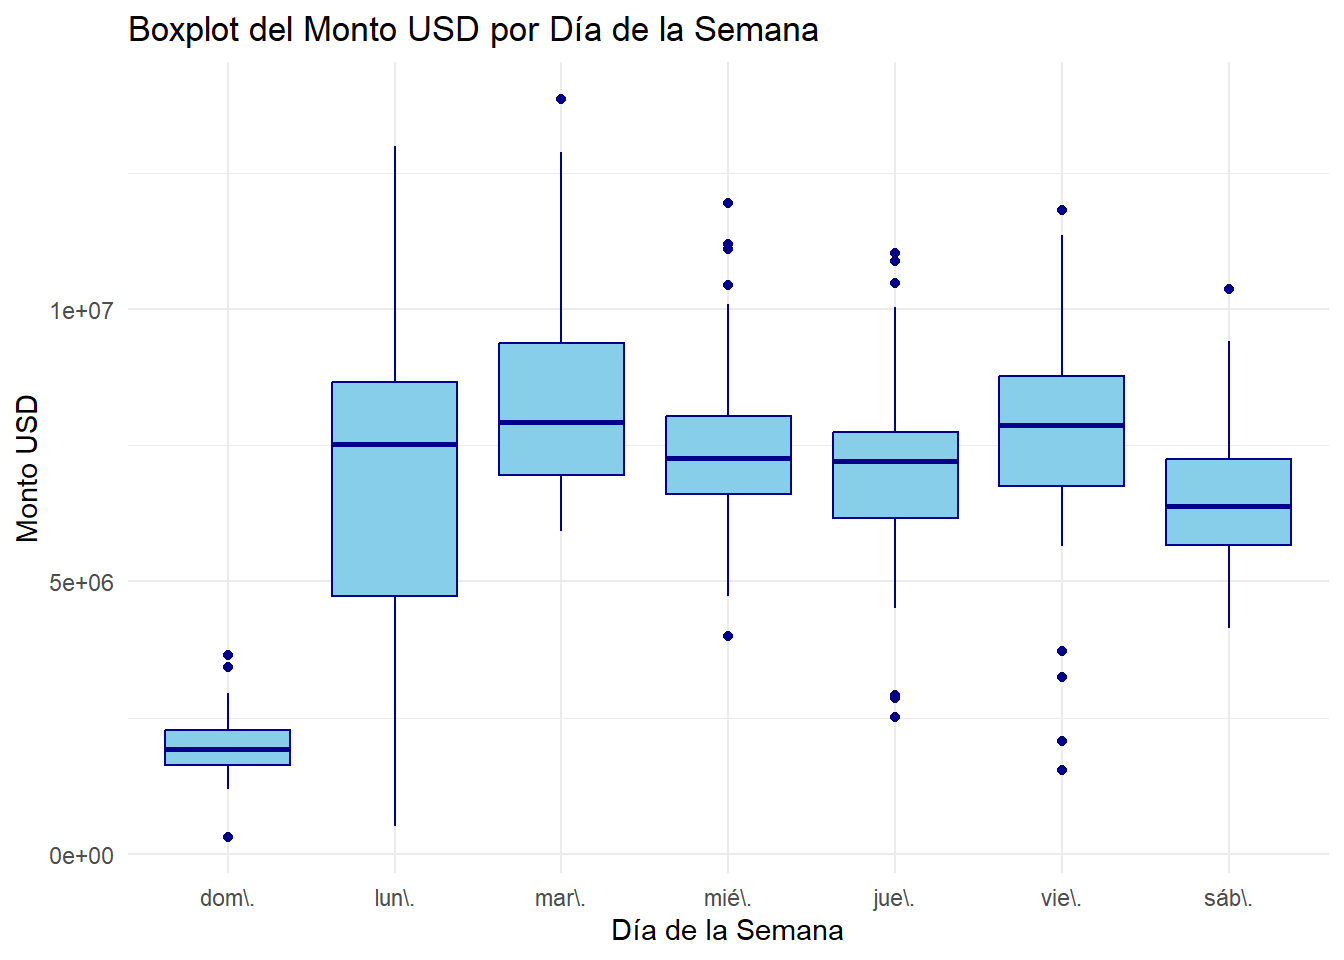 Boxplot del Monto USD por Día de la Semana
Monto USD
1e+07
5e+06
0e+00
dom\. lun\. mar\. mié\. jue\. vie\. sáb\.
Día de la Semana